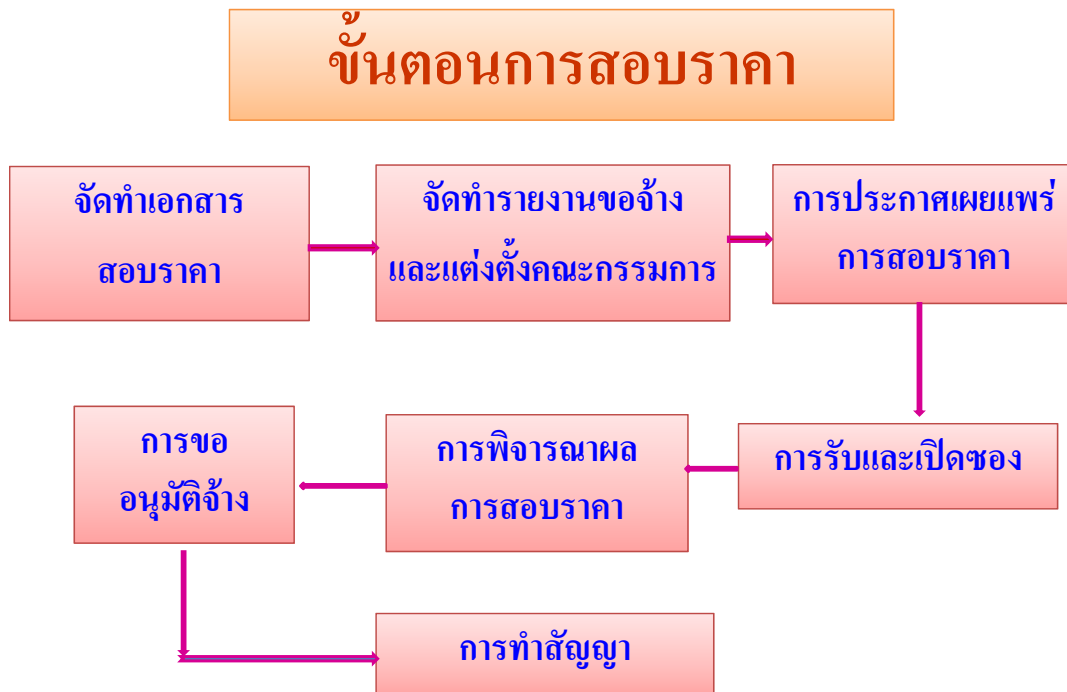 ขั้นตอนการสอบราคา
จัดทำเอกสาร
สอบราคา
จัดทำรายงานขอจ้าง
และแต่งตั้งคณะกรรมการ
การประกาศเผยแพร่
การสอบราคา
การรับและเปิดซอง
การพิจารณาผล
การสอบราคา
การขอ
อนุมัติจ้าง
การทำสัญญา